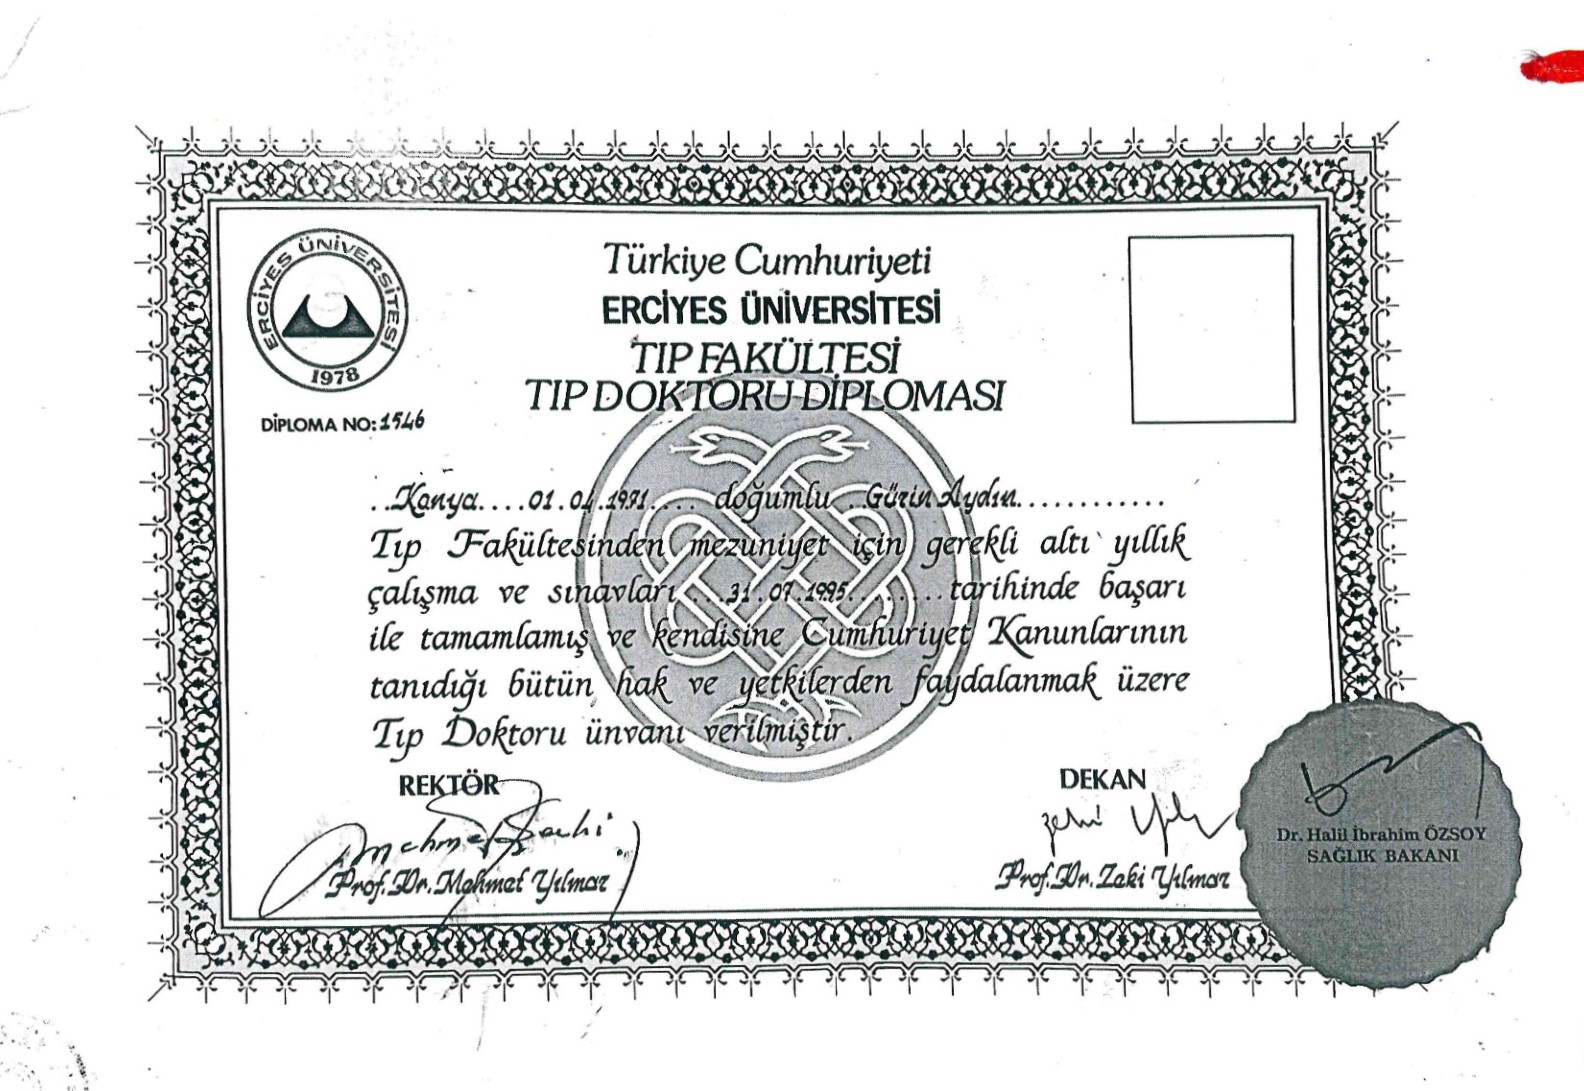 ERCİYES ÜNİVERSİTESİ
1978
DİPLOMA NO: 1546
Türkiye Cumhuriyeti
ERCİYES ÜNİVERSİTESİ
TIP FAKÜLTESİ
TIP DOKTORU DİPLOMASI
..Konya....01.04.1971.... doğumlu ..Gürin Aydın............
Tıp Fakültesinden mezuniyet için gerekli altı yıllık
çalışma ve sınavları...31.07.1995........tarihinde başarı
ile tamamlamış ve kendisine Cumhuriyet Kanunlarının
tanıdığı bütün hak ve yetkilerden faydalanmak üzere
Tıp Doktoru ünvanı verilmiştir.
REKTÖR
Prof.Dr.Mehmet Yılmaz
DEKAN
Zeki Yıl
Prof.Dr.Zeki Yılmaz
Dr. Halil İbrahim ÖZSOY
SAĞLIK BAKANI